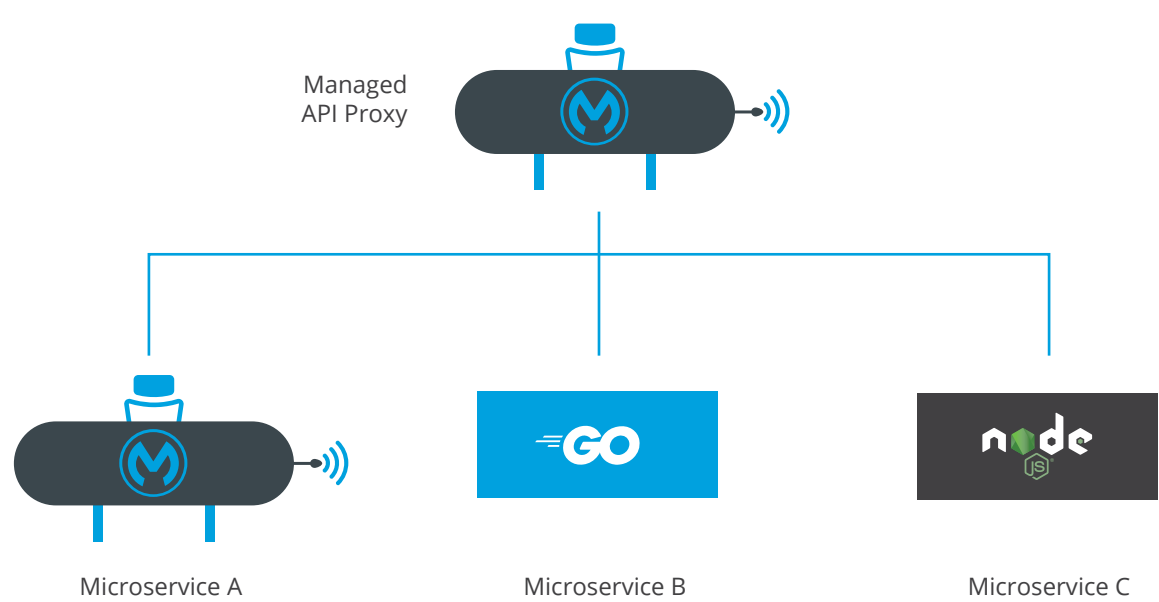 Managed
API Proxy
GO
node
JS
Microservice A
Microservice B
Microservice C